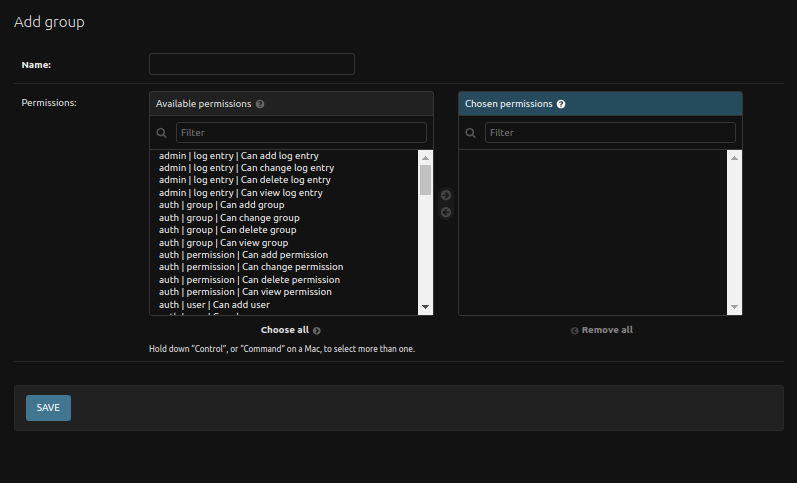 Add group
Name:
Permissions:
Available permissions ?
Filter
admin | log entry | Can add log entry
admin | log entry | Can change log entry
admin | log entry | Can delete log entry
admin | log entry | Can view log entry
auth | group | Can add group
auth | group | Can change group
auth | group | Can delete group
auth | group | Can view group
auth | permission | Can add permission
auth | permission | Can change permission
auth | permission | Can delete permission
auth | permission | Can view permission
auth | user | Can add user
Choose all
Hold down “Control”, or “Command” on a Mac, to select more than one.
Chosen permissions ?
Filter
Remove all
SAVE